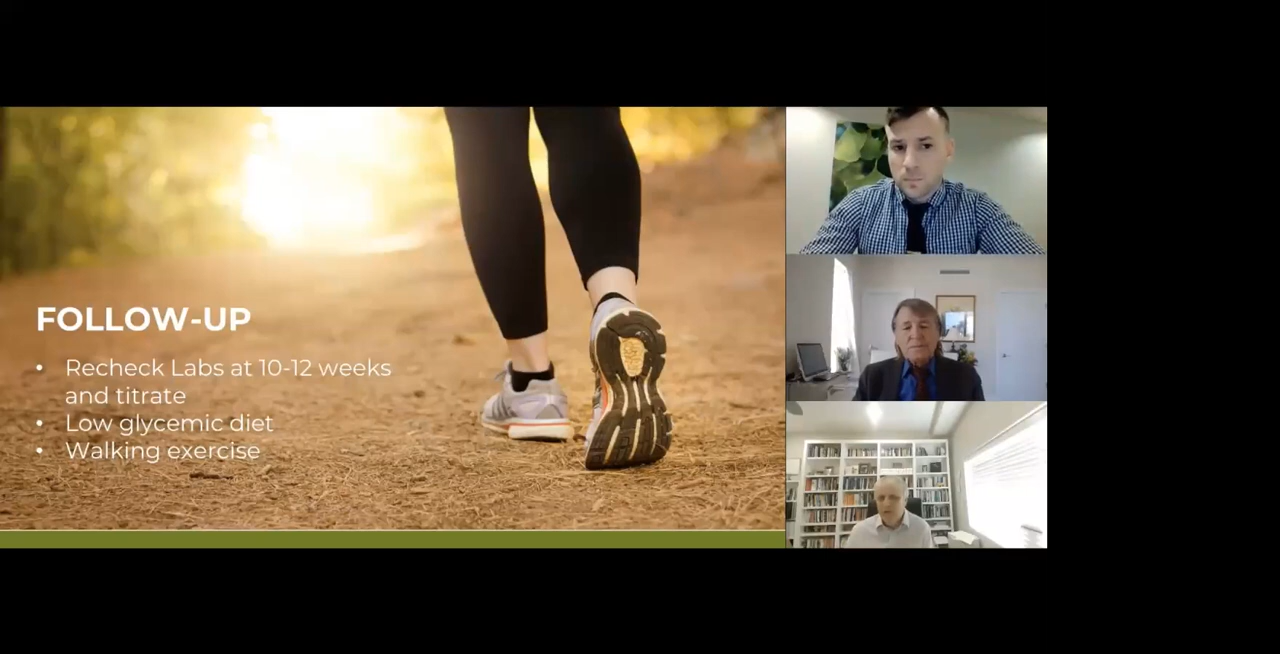 FOLLOW-UP
• Recheck Labs at 10-12 weeks
and titrate
• Low glycemic diet
• Walking exercise